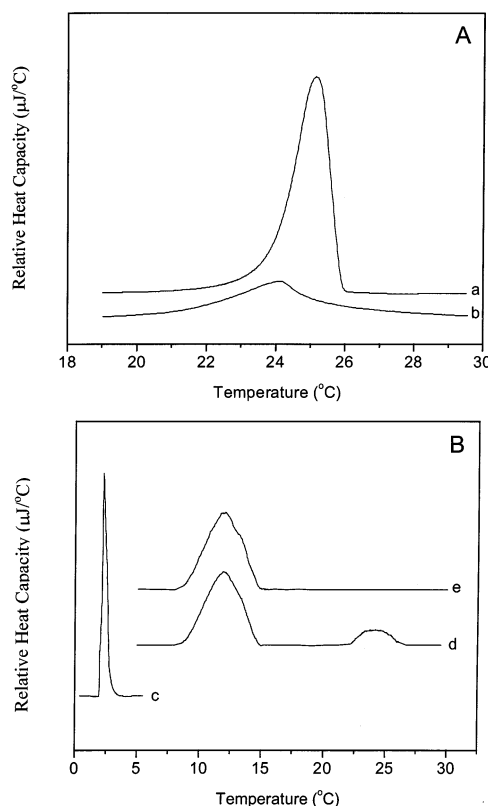 A
Relative Heat Capacity (μJ/°C)
a
b
18 20 22 24 26 28 30
Temperature (°C)
B
Relative Heat Capacity (μJ/°C)
e
d
c
0 5 10 15 20 25 30
Temperature (°C)